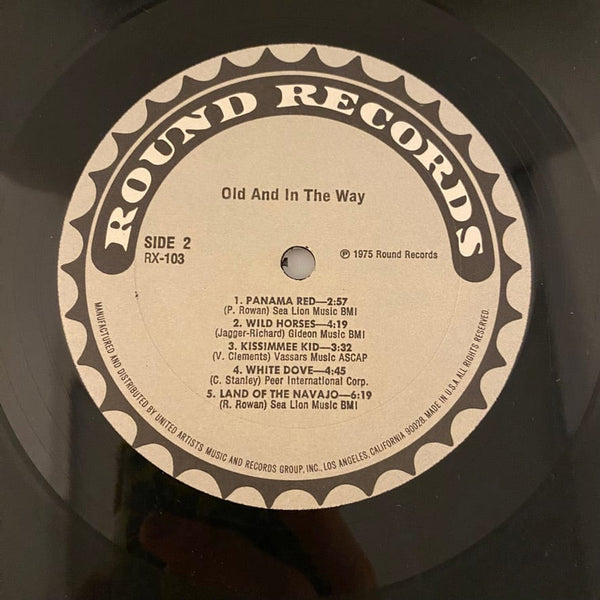 ROUND RECORDS
Old And In The Way
SIDE 2
RX-103
℗ 1975 Round Records
1. PANAMA RED—2:57
(P. Rowan) Sea Lion Music BMI
2. WILD HORSES—4:19
(Jagger-Richard) Gideon Music BMI
3. KISSIMMEE KID—3:32
(V. Clements) Vassars Music ASCAP
4. WHITE DOVE—4:45
(C. Stanley) Peer International Corp.
5. LAND OF THE NAVAJO—6:19
(R. Rowan) Sea Lion Music BMI
MANUFACTURED AND DISTRIBUTED BY UNITED ARTISTS MUSIC AND RECORDS GROUP, INC., LOS ANGELES, CALIFORNIA 90028. MADE IN U.S.A. ALL RIGHTS RESERVED.